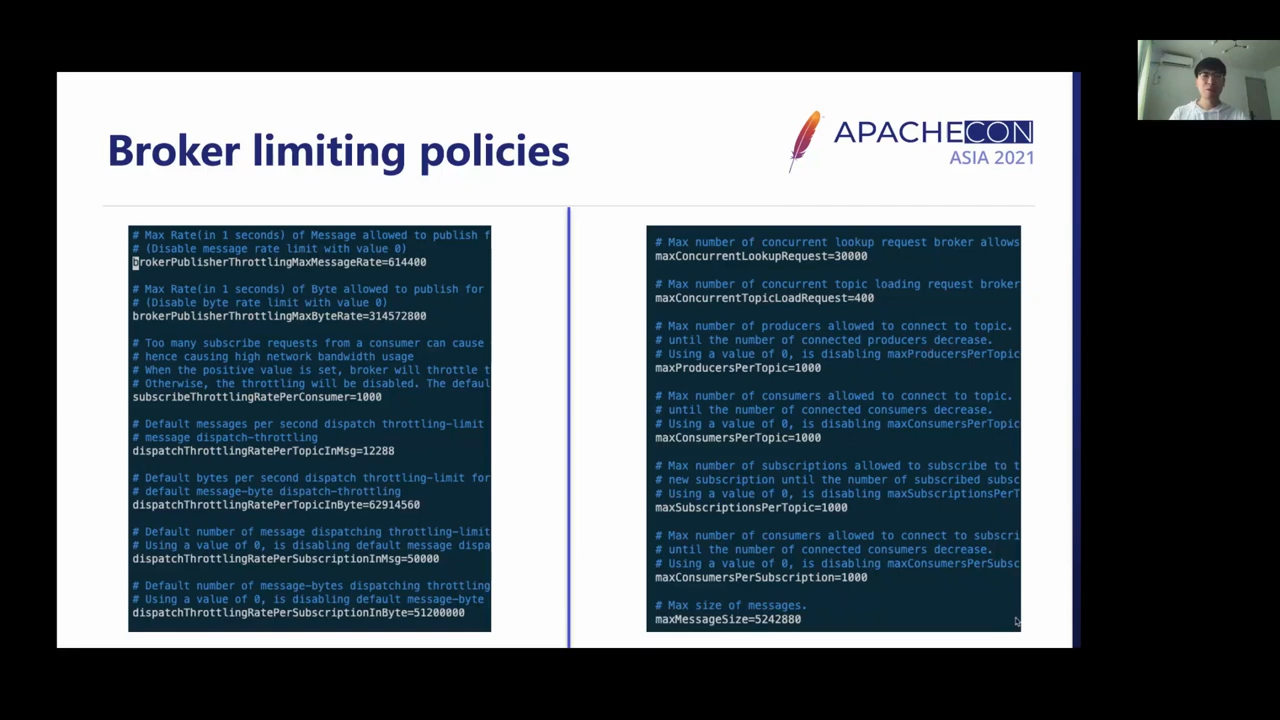 Broker limiting policies
APACHECON
ASIA 2021
# Max Rate(in 1 seconds) of Message allowed to publish f
# (Disable message rate limit with value 0)
brokerPublisherThrottlingMaxMessageRate=614400
# Max Rate(in 1 seconds) of Byte allowed to publish for
# (Disable byte rate limit with value 0)
brokerPublisherThrottlingMaxByteRate=314572800
# Too many subscribe requests from a consumer can cause
# hence causing high network bandwidth usage
# When the positive value is set, broker will throttle t
# Otherwise, the throttling will be disabled. The defaul
subscribeThrottlingRatePerConsumer=1000
# Default messages per second dispatch throttling-limit
# message dispatch-throttling
dispatchThrottlingRatePerTopicInMsg=12288
# Default bytes per second dispatch throttling-limit for
# default message-byte dispatch-throttling
dispatchThrottlingRatePerTopicInByte=62914560
# Default number of message dispatching throttling-limit
# Using a value of 0, is disabling default message dispa
dispatchThrottlingRatePerSubscriptionInMsg=50000
# Default number of message-bytes dispatching throttling
# Using a value of 0, is disabling default message-byte
dispatchThrottlingRatePerSubscriptionInByte=51200000
# Max number of concurrent lookup request broker allows
maxConcurrentLookupRequest=30000
# Max number of concurrent topic loading request broker
maxConcurrentTopicLoadRequest=400
# Max number of producers allowed to connect to topic.
# until the number of connected producers decrease.
# Using a value of 0, is disabling maxProducersPerTopic
maxProducersPerTopic=1000
# Max number of consumers allowed to connect to topic.
# until the number of connected consumers decrease.
# Using a value of 0, is disabling maxConsumersPerTopic
maxConsumersPerTopic=1000
# Max number of subscriptions allowed to subscribe to t
# new subscription until the number of subscribed subsc
# Using a value of 0, is disabling maxSubscriptionsPerT
maxSubscriptionsPerTopic=1000
# Max number of consumers allowed to connect to subscri
# until the number of connected consumers decrease.
# Using a value of 0, is disabling maxConsumersPerSubsc
maxConsumersPerSubscription=1000
# Max size of messages.
maxMessageSize=5242880